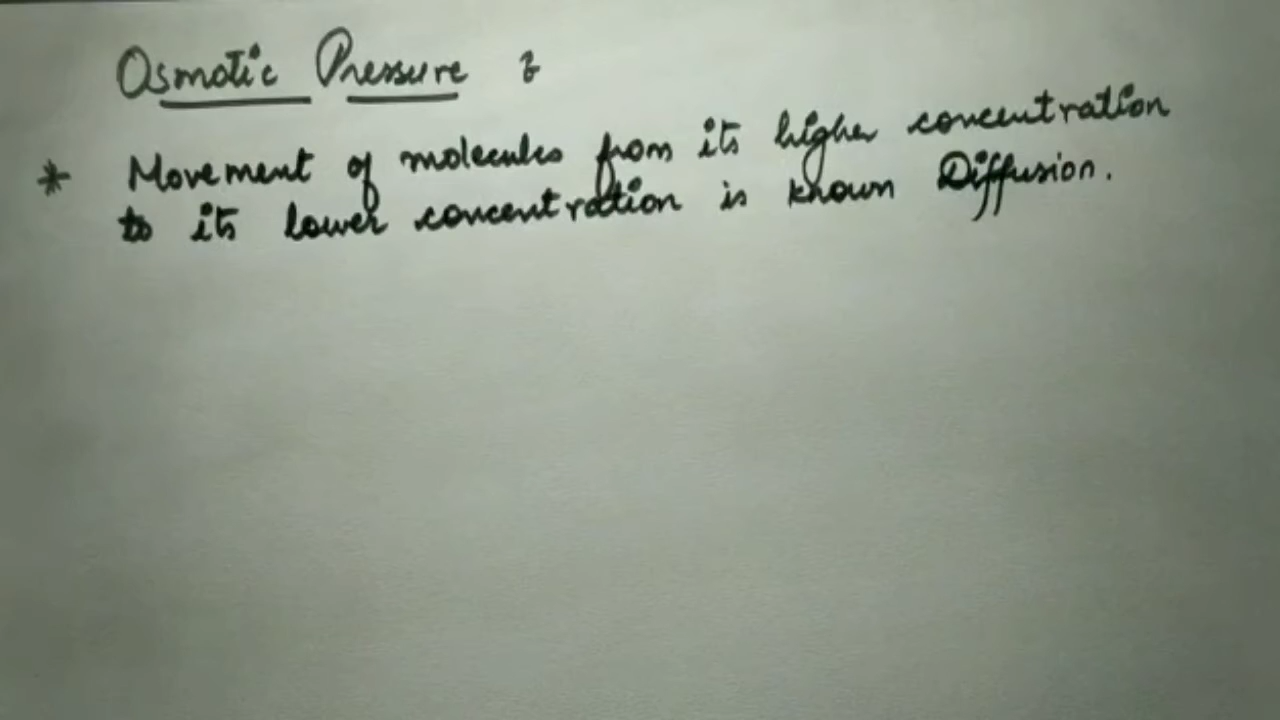 Osmotic Pressure :
* Movement of molecules from its higher concentration
to its lower concentration is known Diffusion.